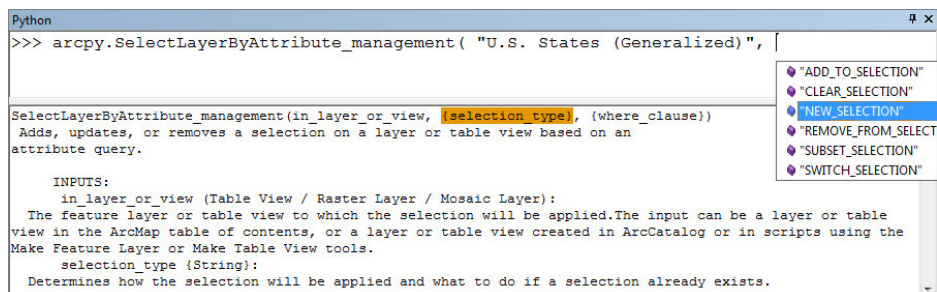 Python
>>> arcpy.SelectLayerByAttribute_management( "U.S. States (Generalized)",
"ADD_TO_SELECTION"
"CLEAR_SELECTION"
"NEW_SELECTION"
"REMOVE_FROM_SELECT
"SUBSET_SELECTION"
"SWITCH_SELECTION"
SelectLayerByAttribute_management(in_layer_or_view, {selection_type}, {where_clause})
Adds, updates, or removes a selection on a layer or table view based on an
attribute query.
INPUTS:
in_layer_or_view (Table View / Raster Layer / Mosaic Layer):
The feature layer or table view to which the selection will be applied.The input can be a layer or table
view in the ArcMap table of contents, or a layer or table view created in ArcCatalog or in scripts using the
Make Feature Layer or Make Table View tools.
selection_type {String}:
Determines how the selection will be applied and what to do if a selection already exists.